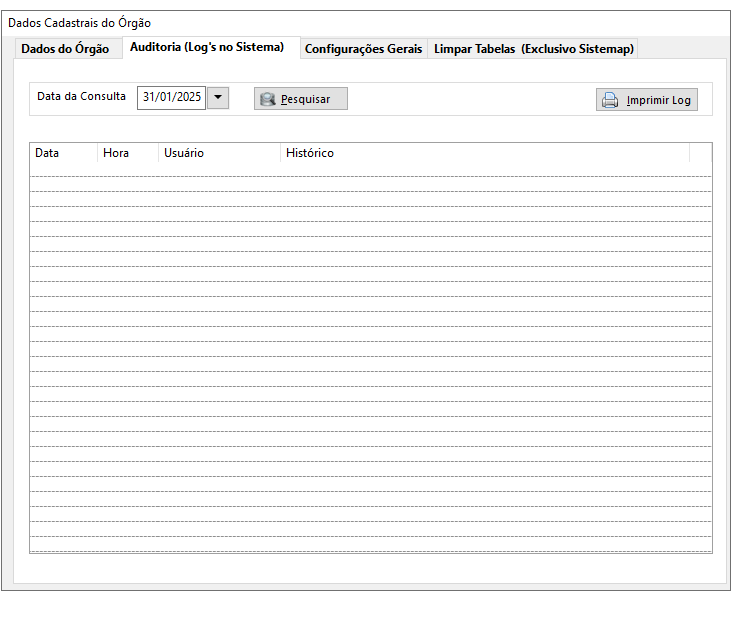 Dados Cadastrais do Órgão
Dados do Órgão Auditoria (Log's no Sistema) Configurações Gerais Limpar Tabelas (Exclusivo Sistemap)
Data da Consulta 31/01/2025 Pesquisar Imprimir Log
Data Hora Usuário Histórico